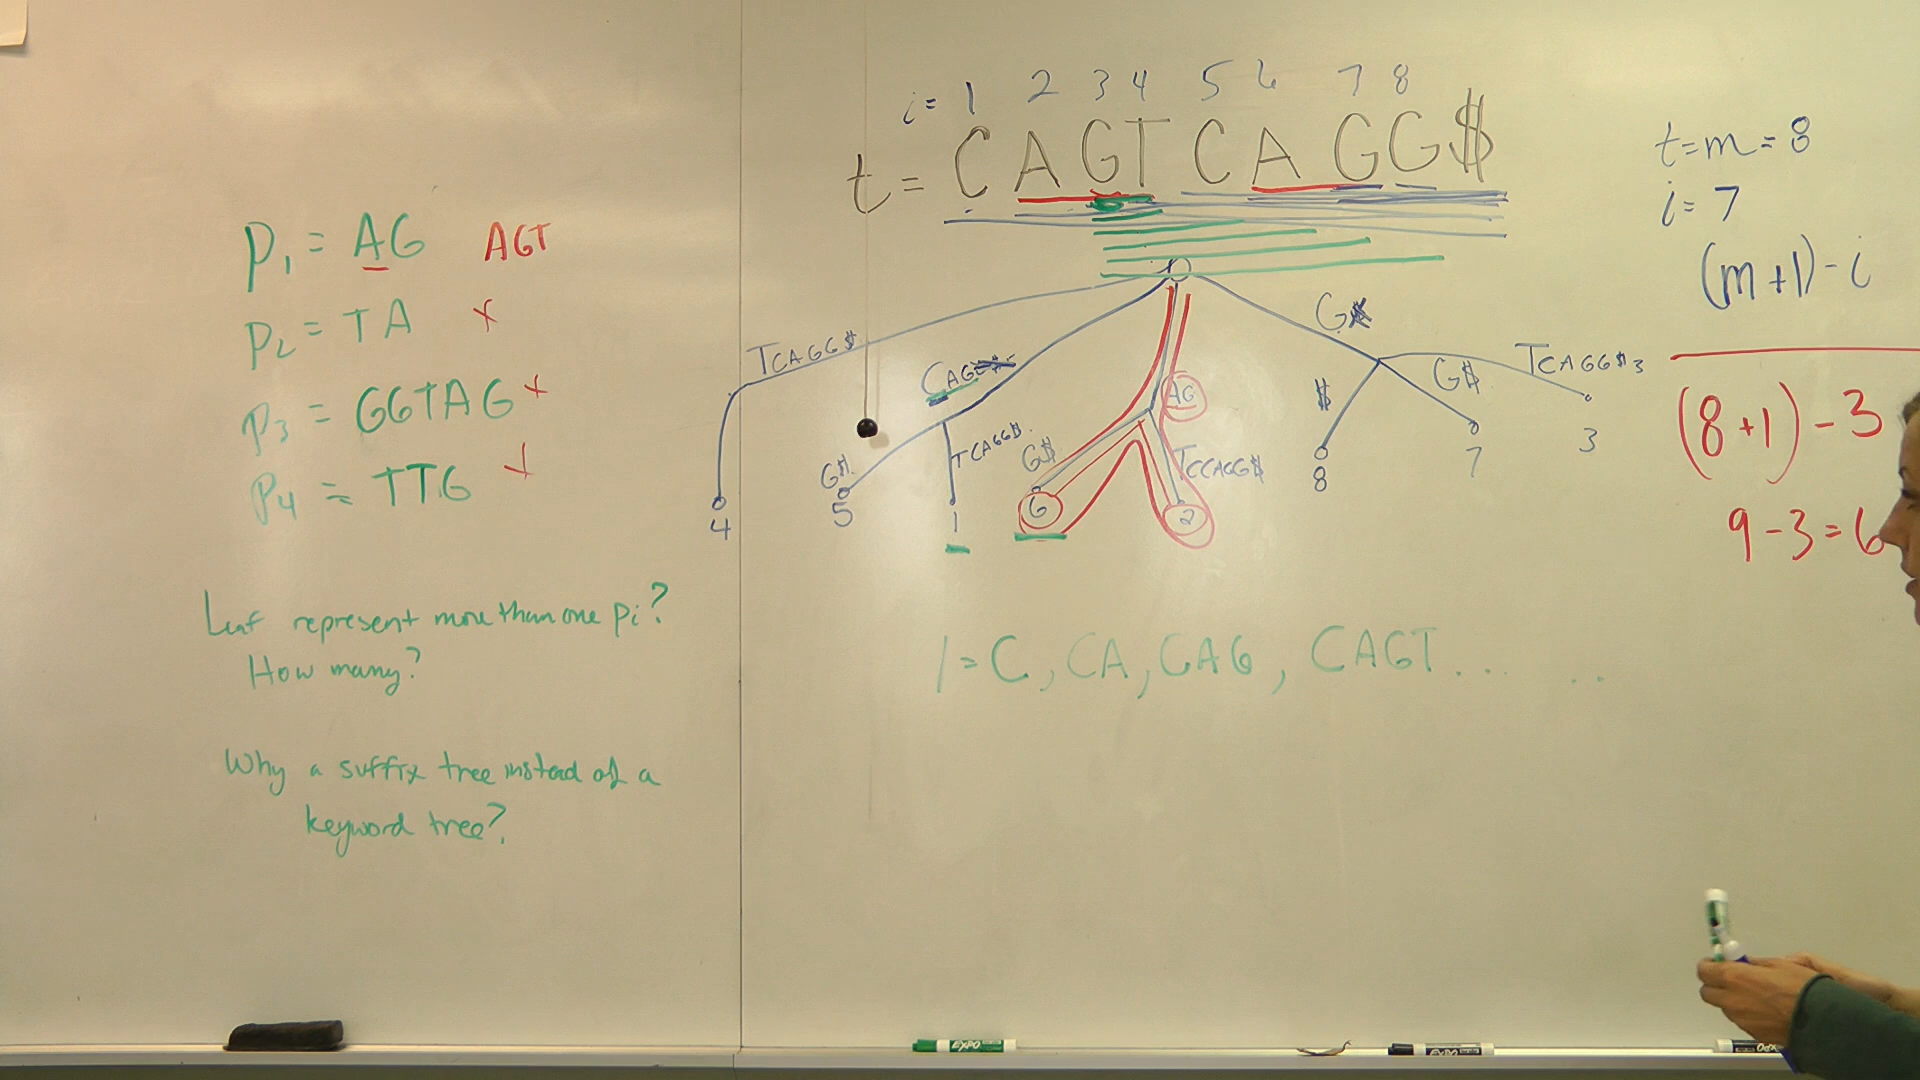 i= 1 2 3 4 5 6 7 8
t= CAGTCAGG$
t=m=8
i=7
(m+1)-i
(8+1)-3
9-3=6
P1= AG AGT
P2= TA x
P3= GGTAG x
P4= TTG x
Leaf represent more than one Pi?
How many?
Why a suffix tree instead of a
keyword tree?
TCAGG$
CAG
AG
G
G$
TCAGG$
G$
TCCAGG$
$
G$
TCAGG$ 3
4
5
1
6
2
8
7
3
1=C, CA, CAG, CAGT... ..
EXPO
EXPO